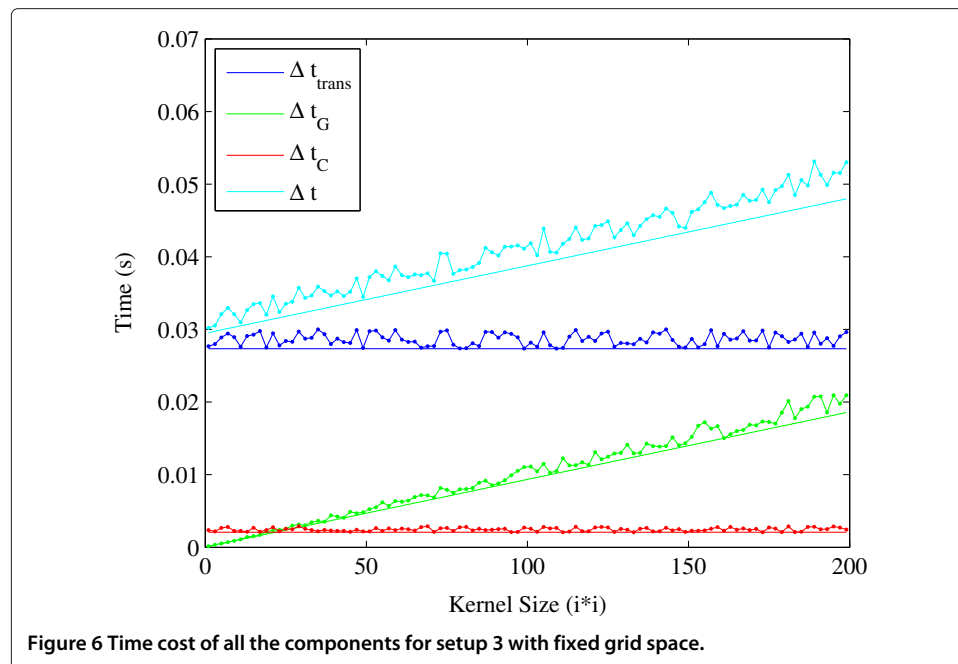 0.07
0.06
0.05
0.04
0.03
0.02
0.01
0
Time (s)
Δ t_trans
Δ t_G
Δ t_C
Δ t
0 50 100 150 200
Kernel Size (i*i)
Figure 6 Time cost of all the components for setup 3 with fixed grid space.